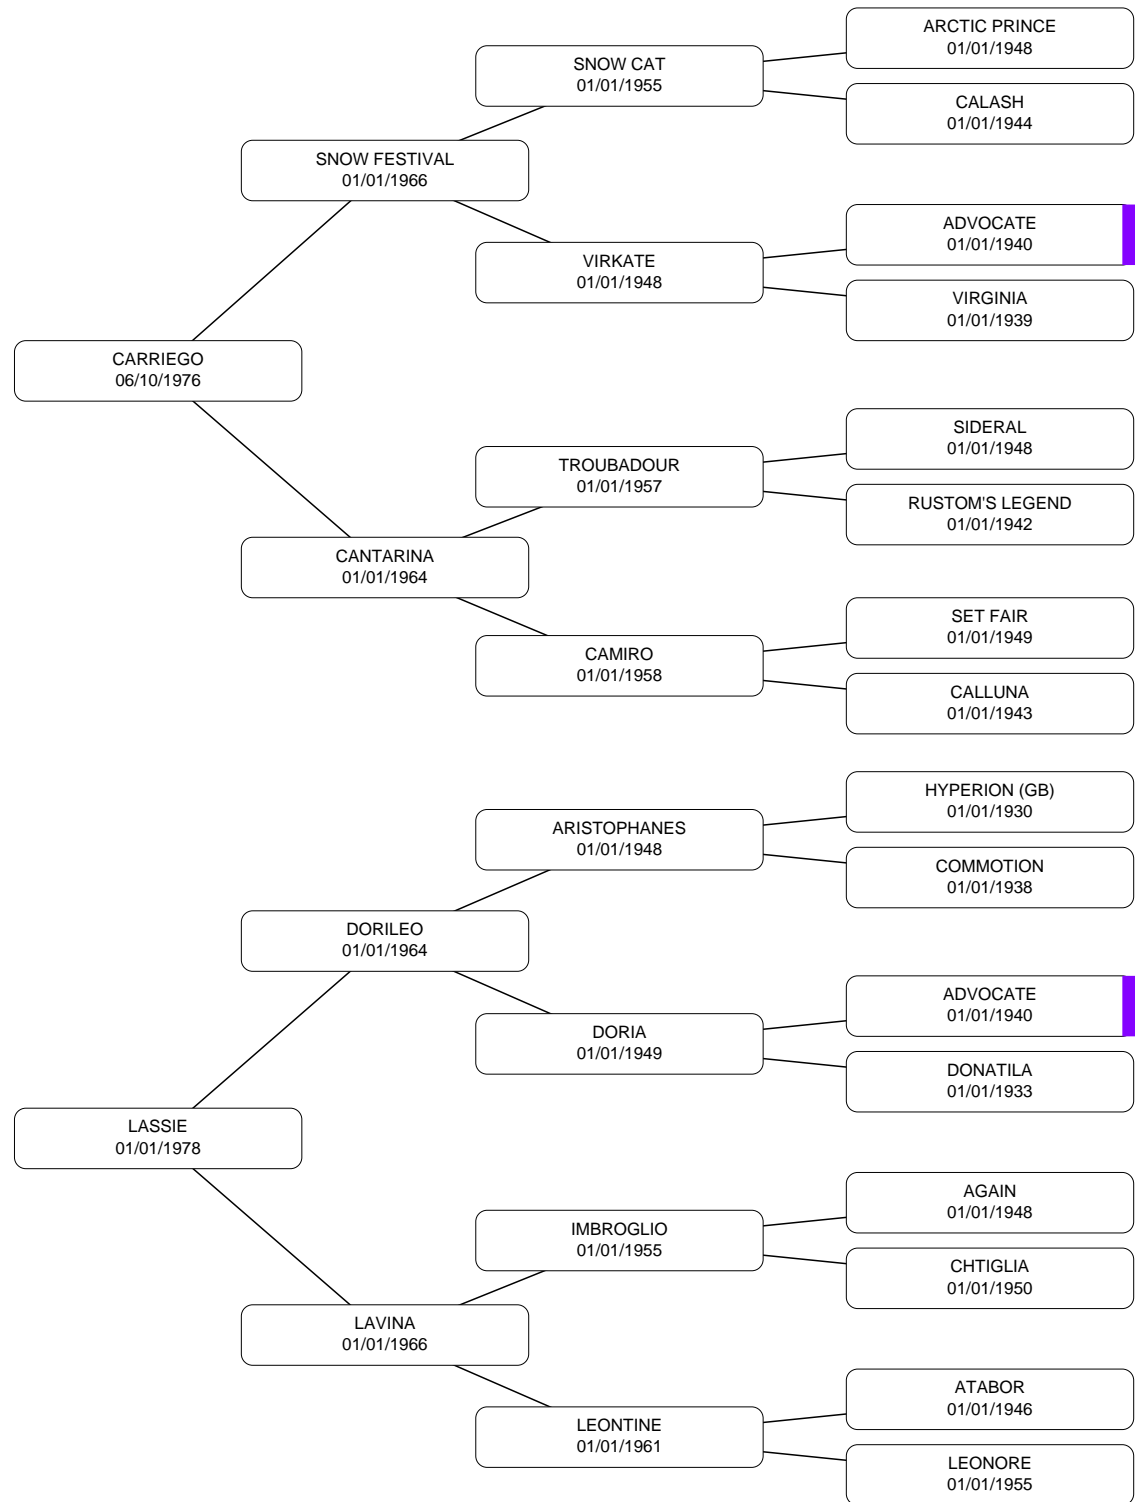 ARCTIC PRINCE
01/01/1948
SNOW CAT
01/01/1955
CALASH
01/01/1944
SNOW FESTIVAL
01/01/1966
ADVOCATE
01/01/1940
VIRKATE
01/01/1948
VIRGINIA
01/01/1939
CARRIEGO
06/10/1976
SIDERAL
01/01/1948
TROUBADOUR
01/01/1957
RUSTOM'S LEGEND
01/01/1942
CANTARINA
01/01/1964
SET FAIR
01/01/1949
CAMIRO
01/01/1958
CALLUNA
01/01/1943
HYPERION (GB)
01/01/1930
ARISTOPHANES
01/01/1948
COMMOTION
01/01/1938
DORILEO
01/01/1964
ADVOCATE
01/01/1940
DORIA
01/01/1949
DONATILA
01/01/1933
LASSIE
01/01/1978
AGAIN
01/01/1948
IMBROGLIO
01/01/1955
CHTIGLIA
01/01/1950
LAVINA
01/01/1966
ATABOR
01/01/1946
LEONTINE
01/01/1961
LEONORE
01/01/1955